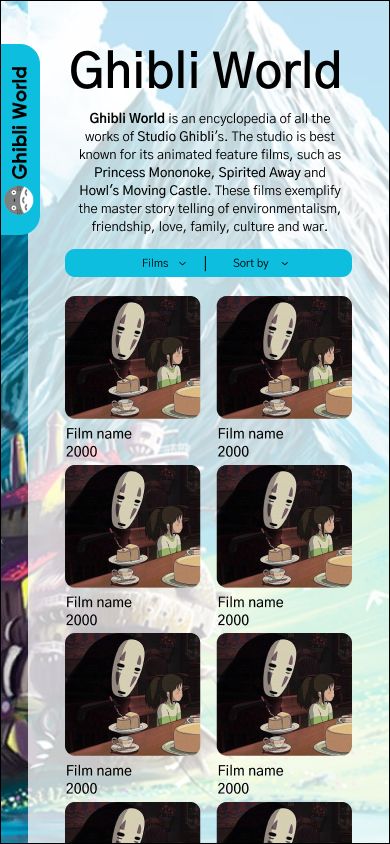 Ghibli World
Ghibli World
Ghibli World is an encyclopedia of all the
works of Studio Ghibli's. The studio is best
known for its animated feature films, such as
Princess Mononoke, Spirited Away and
Howl's Moving Castle. These films exemplify
the master story telling of environmentalism,
friendship, love, family, culture and war.
Films | Sort by
Film name Film name
2000 2000
Film name Film name
2000 2000
Film name Film name
2000 2000